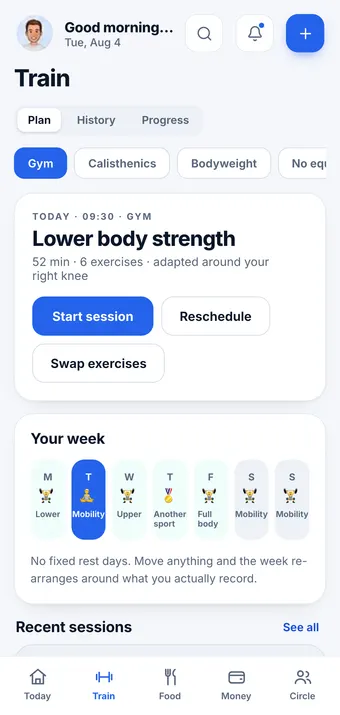 Good morning...
Tue, Aug 4
Train
Plan
History
Progress
Gym
Calisthenics
Bodyweight
No equ
TODAY · 09:30 · GYM
Lower body strength
52 min · 6 exercises · adapted around your
right knee
Start session
Reschedule
Swap exercises
Your week
M T W T F S S
Lower Mobility Upper Another sport Full body Mobility Mobility
No fixed rest days. Move anything and the week re-
arranges around what you actually record.
Recent sessions
See all
Today
Train
Food
Money
Circle